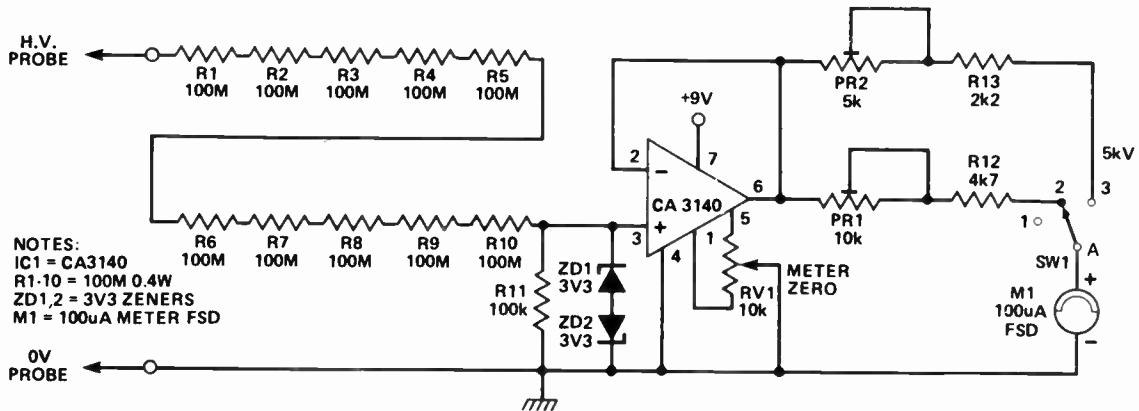 H.V.
PROBE
R1
100M
R2
100M
R3
100M
R4
100M
R5
100M
+9V
PR2
5k
R13
2k2
5kV
2
7
−
CA 3140
6
+
3
4
1
5
R6
100M
R7
100M
R8
100M
R9
100M
R10
100M
PR1
10k
R12
4k7
2
3
1
A
SW1
NOTES:
IC1 = CA3140
R1-10 = 100M 0.4W
ZD1,2 = 3V3 ZENERS
M1 = 100uA METER FSD
R11
100k
ZD1
3V3
ZD2
3V3
RV1
10k
METER
ZERO
+
M1
100uA
FSD
−
0V
PROBE